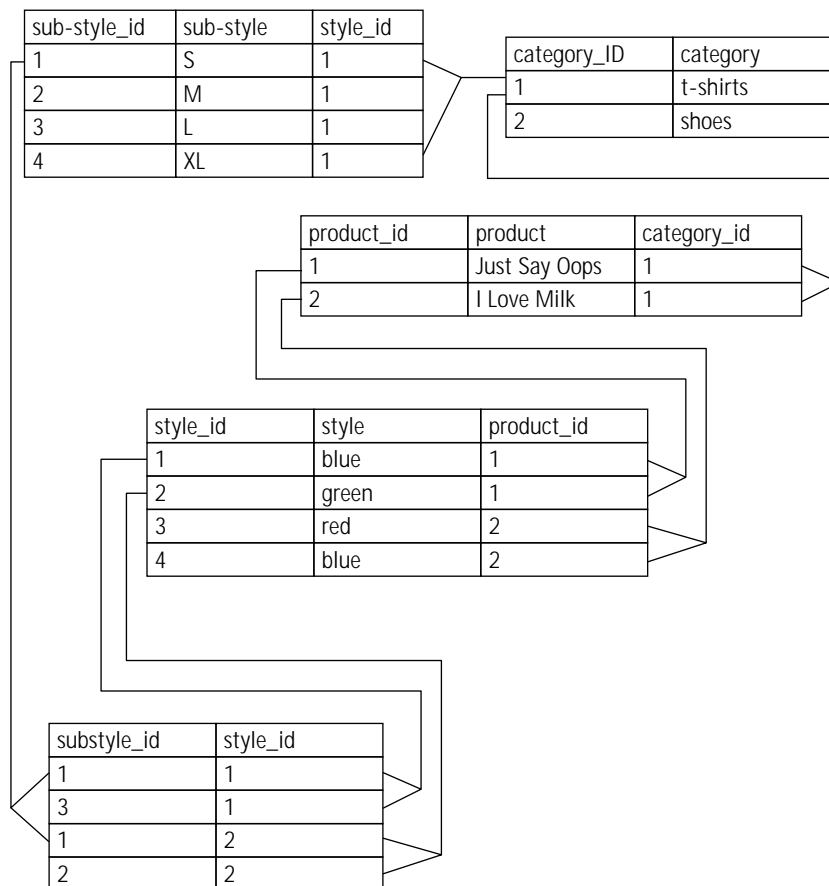 sub-style_id sub-style style_id
1 S 1
2 M 1
3 L 1
4 XL 1
category_ID category
1 t-shirts
2 shoes
product_id product category_id
1 Just Say Oops 1
2 I Love Milk 1
style_id style product_id
1 blue 1
2 green 1
3 red 2
4 blue 2
substyle_id style_id
1 1
3 1
1 2
2 2